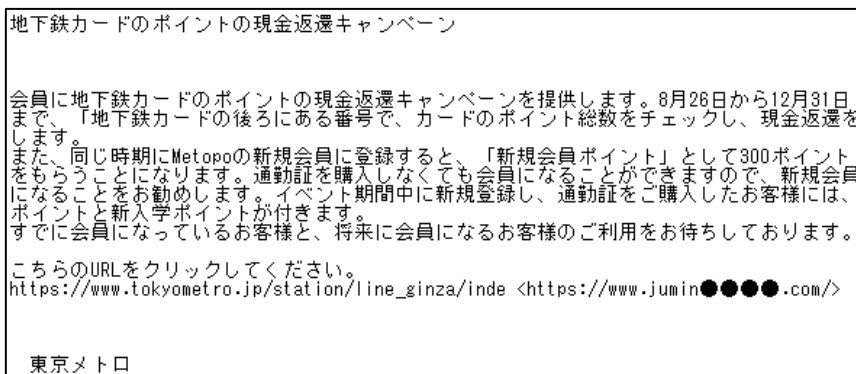 地下鉄カードのポイントの現金返還キャンペーン
会員に地下鉄カードのポイントの現金返還キャンペーンを提供します。8月26日から12月31日
まで、「地下鉄カードの後ろにある番号で、カードのポイント総数をチェックし、現金返還を
します。
また、同じ時期にMetopoの新規会員に登録すると、「新規会員ポイント」として300ポイント
をもらうことになります。通勤証を購入しなくても会員になることができますので、新規会員
になることをお勧めします。イベント期間中に新規登録し、通勤証をご購入したお客様には、
ポイントと新入学ポイントが付きます。
すでに会員になっているお客様と、将来に会員になるお客様のご利用をお待ちしております。
こちらのURLをクリックしてください。
https://www.tokyometro.jp/station/line_ginza/inde <https://www.jumin●●●●.com/>
東京メトロ